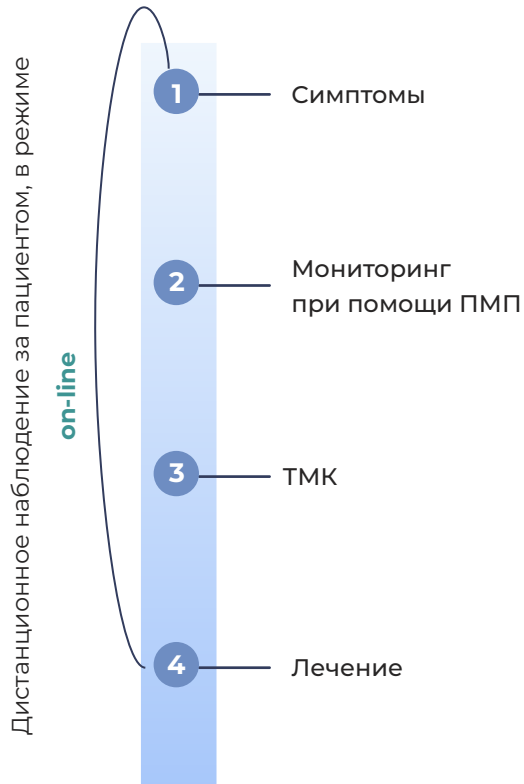 Дистанционное наблюдение за пациентом, в режиме
on-line
1
Симптомы
2
Мониторинг
при помощи ПМП
3
ТМК
4
Лечение